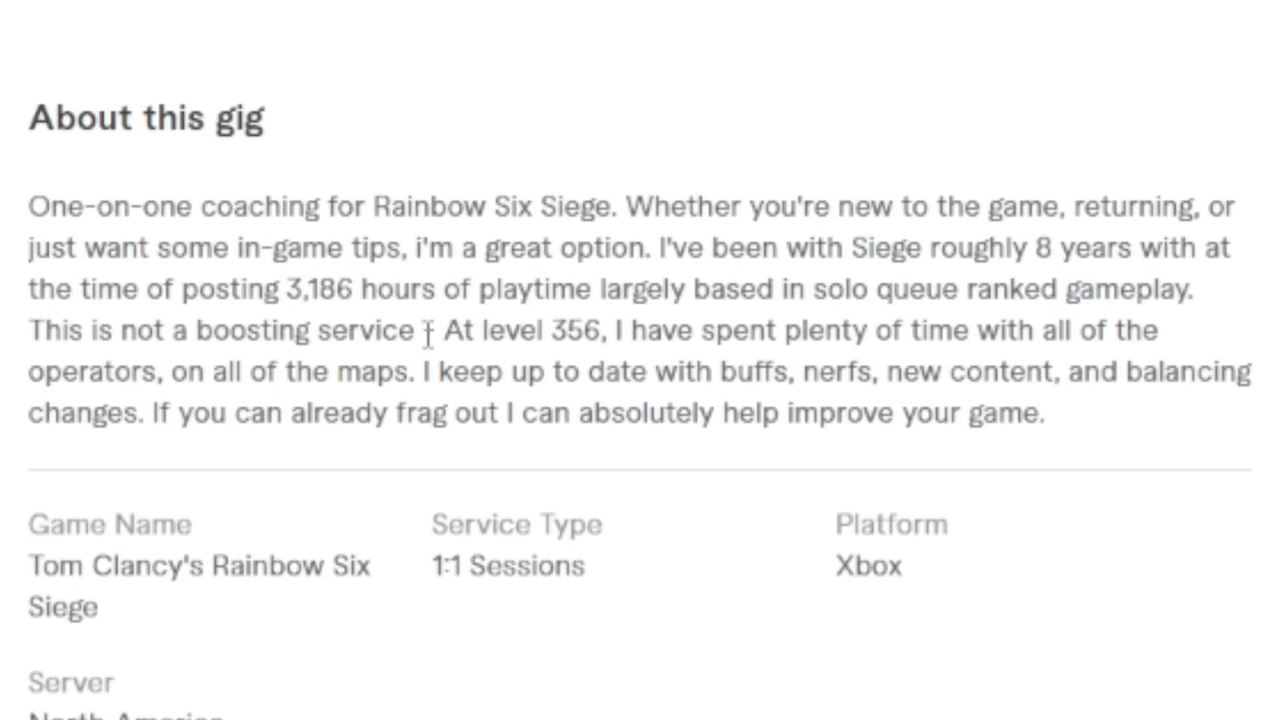 About this gig
One-on-one coaching for Rainbow Six Siege. Whether you're new to the game, returning, or
just want some in-game tips, i'm a great option. I've been with Siege roughly 8 years with at
the time of posting 3,186 hours of playtime largely based in solo queue ranked gameplay.
This is not a boosting service At level 356, I have spent plenty of time with all of the
operators, on all of the maps. I keep up to date with buffs, nerfs, new content, and balancing
changes. If you can already frag out I can absolutely help improve your game.
Game Name
Tom Clancy's Rainbow Six
Siege
Service Type
1:1 Sessions
Platform
Xbox
Server
North America